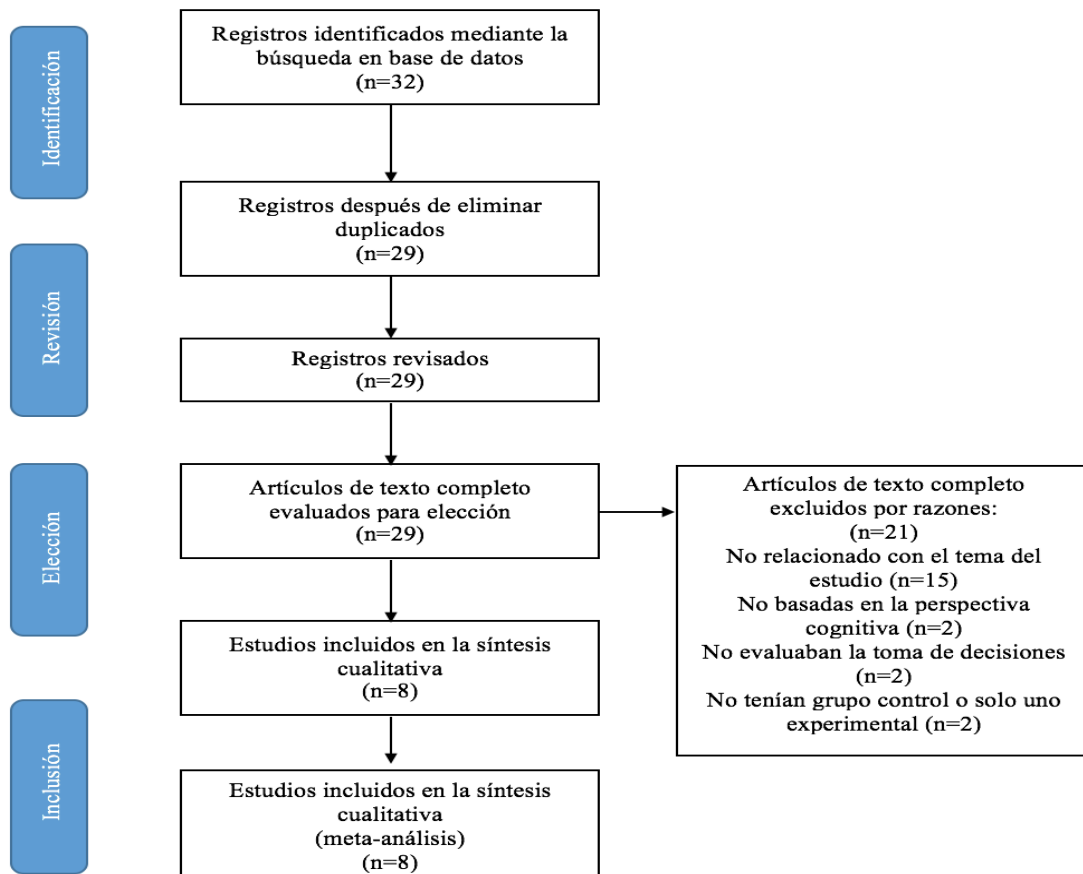 Identificación
Registros identificados mediante la
búsqueda en base de datos
(n=32)
Registros después de eliminar
duplicados
(n=29)
Revisión
Registros revisados
(n=29)
Elección
Artículos de texto completo
evaluados para elección
(n=29)
Artículos de texto completo
excluidos por razones:
(n=21)
No relacionado con el tema del
estudio (n=15)
No basadas en la perspectiva
cognitiva (n=2)
No evaluaban la toma de decisiones
(n=2)
No tenían grupo control o solo uno
experimental (n=2)
Estudios incluidos en la síntesis
cualitativa
(n=8)
Inclusión
Estudios incluidos en la síntesis
cualitativa
(meta-análisis)
(n=8)